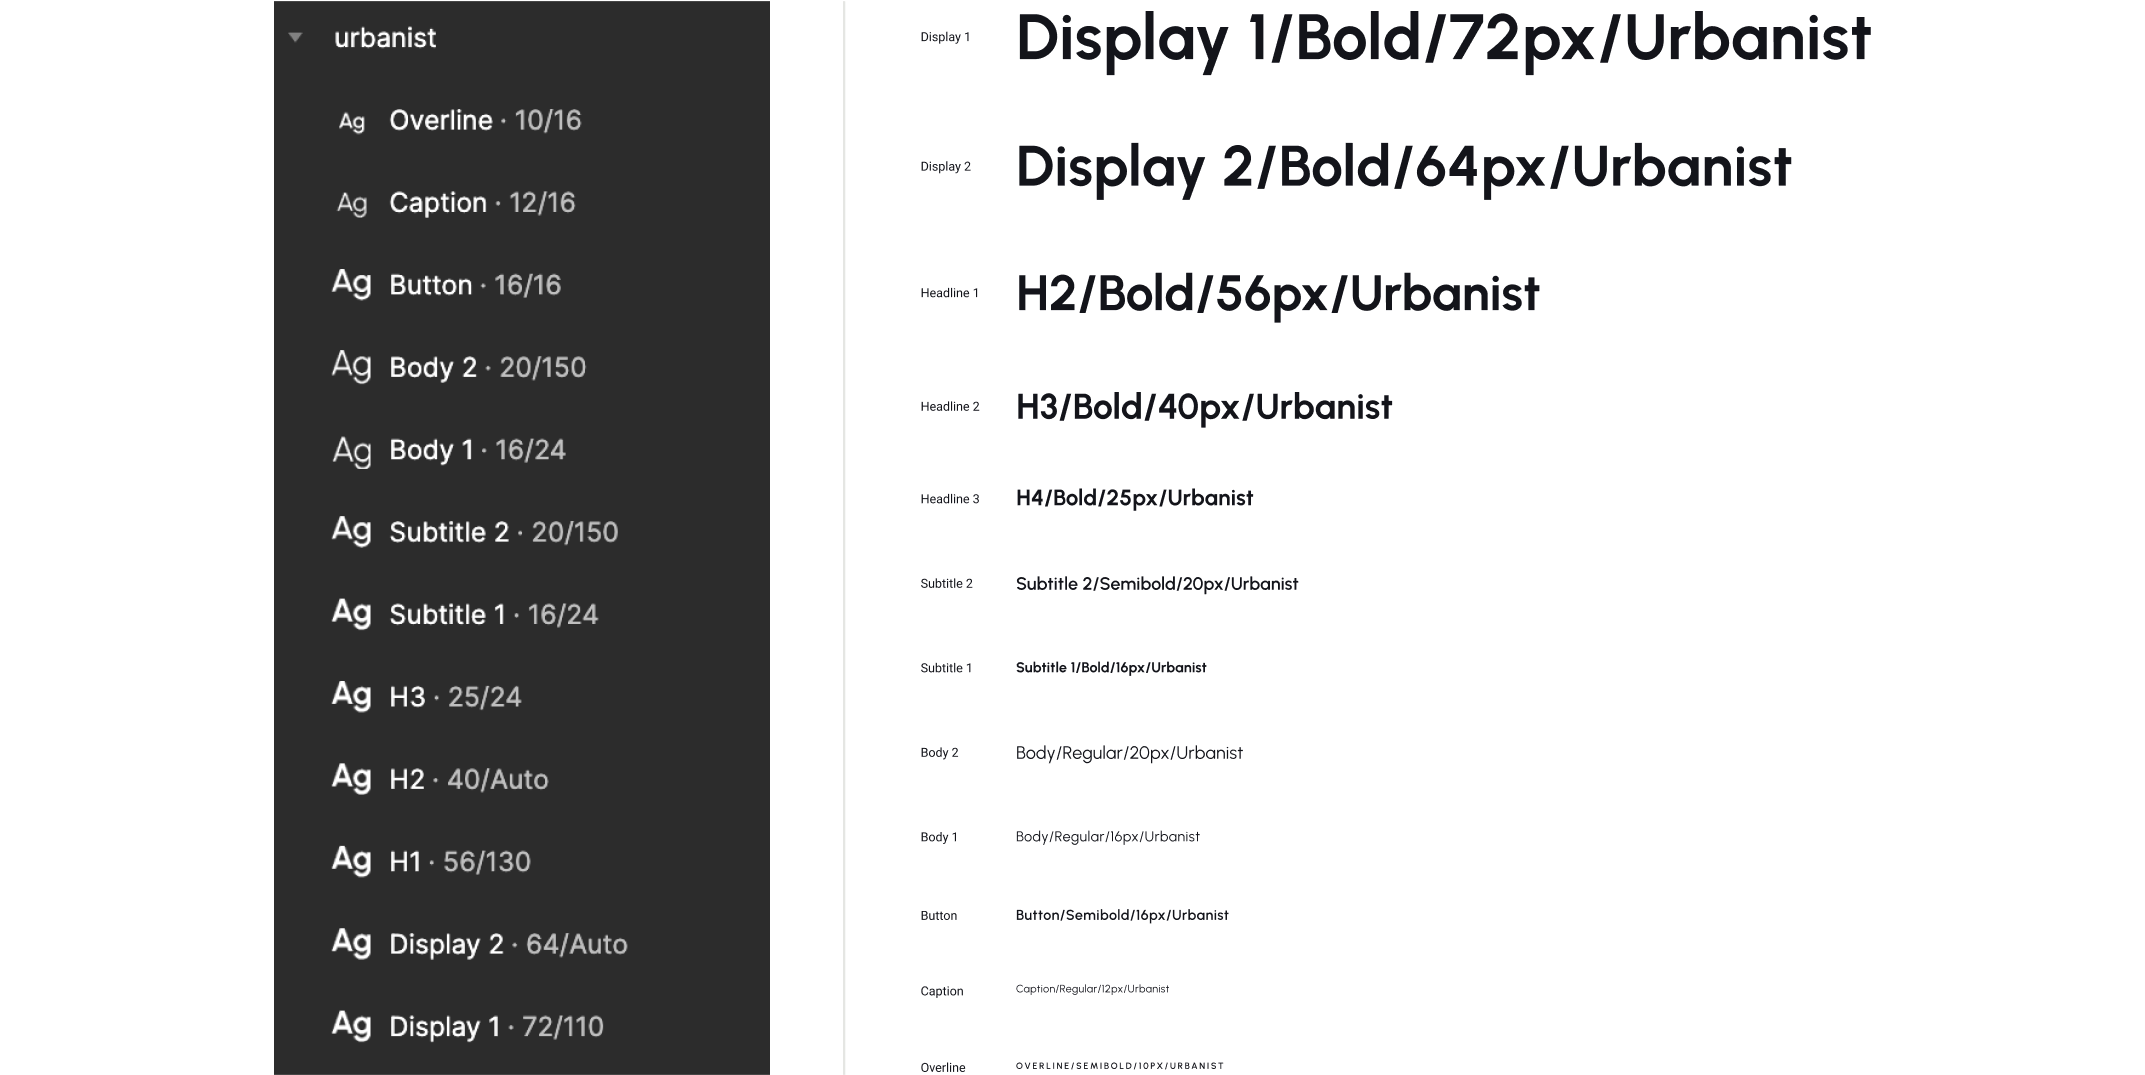 urbanist
Ag Overline · 10/16
Ag Caption · 12/16
Ag Button · 16/16
Ag Body 2 · 20/150
Ag Body 1 · 16/24
Ag Subtitle 2 · 20/150
Ag Subtitle 1 · 16/24
Ag H3 · 25/24
Ag H2 · 40/Auto
Ag H1 · 56/130
Ag Display 2 · 64/Auto
Ag Display 1 · 72/110
Display 1 Display 1/Bold/72px/Urbanist
Display 2 Display 2/Bold/64px/Urbanist
Headline 1 H2/Bold/56px/Urbanist
Headline 2 H3/Bold/40px/Urbanist
Headline 3 H4/Bold/25px/Urbanist
Subtitle 2 Subtitle 2/Semibold/20px/Urbanist
Subtitle 1 Subtitle 1/Bold/16px/Urbanist
Body 2 Body/Regular/20px/Urbanist
Body 1 Body/Regular/16px/Urbanist
Button Button/Semibold/16px/Urbanist
Caption Caption/Regular/12px/Urbanist
Overline OVERLINE/SEMIBOLD/10PX/URBANIST